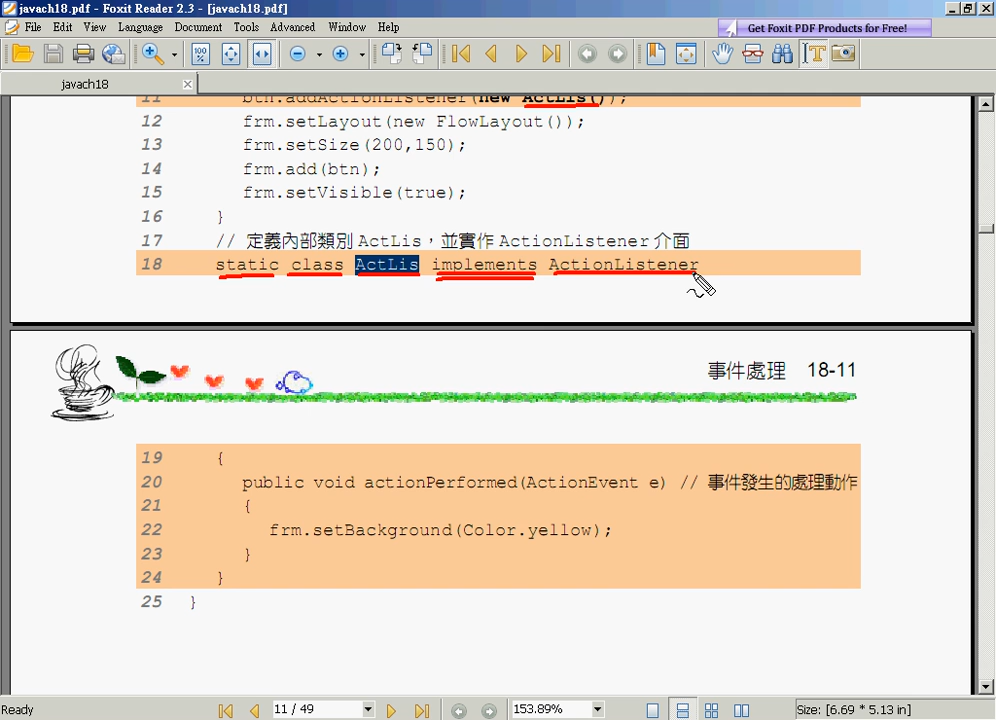 javach18.pdf - Foxit Reader 2.3 - [javach18.pdf]
File Edit View Language Document Tools Advanced Window Help
Get Foxit PDF Products for Free!
javach18
11 btn.addActionListener(new ActLis());
12 frm.setLayout(new FlowLayout());
13 frm.setSize(200,150);
14 frm.add(btn);
15 frm.setVisible(true);
16 }
17 // 定義內部類別 ActLis，並實作 ActionListener 介面
18 static class ActLis implements ActionListener
事件處理 18-11
19 {
20 public void actionPerformed(ActionEvent e) // 事件發生的處理動作
21 {
22 frm.setBackground(Color.yellow);
23 }
24 }
25 }
Ready 11 / 49 153.89% Size: [6.69 * 5.13 in]